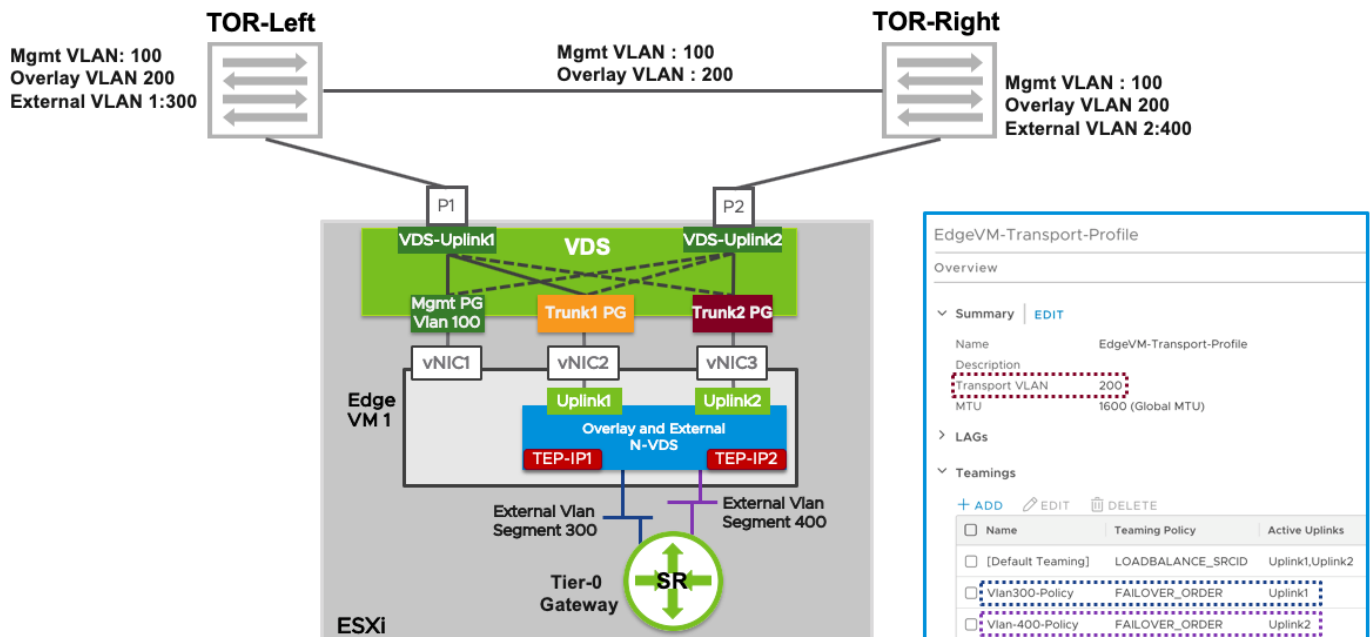 TOR-Left
TOR-Right
Mgmt VLAN: 100
Overlay VLAN 200
External VLAN 1:300
Mgmt VLAN : 100
Overlay VLAN : 200
Mgmt VLAN : 100
Overlay VLAN 200
External VLAN 2:400
P1
P2
VDS-Uplink1
VDS
VDS-Uplink2
Mgmt PG
Vlan 100
Trunk1 PG
Trunk2 PG
vNIC1
vNIC2
vNIC3
Edge
VM 1
Uplink1
Uplink2
Overlay and External
N-VDS
TEP-IP1
TEP-IP2
External Vlan
Segment 300
External Vlan
Segment 400
Tier-0
Gateway
SR
ESXi
EdgeVM-Transport-Profile
Overview
Summary EDIT
Name EdgeVM-Transport-Profile
Description
Transport VLAN 200
MTU 1600 (Global MTU)
LAGs
Teamings
+ ADD EDIT DELETE
Name Teaming Policy Active Uplinks
[Default Teaming] LOADBALANCE_SRCID Uplink1,Uplink2
Vlan300-Policy FAILOVER_ORDER Uplink1
Vlan-400-Policy FAILOVER_ORDER Uplink2